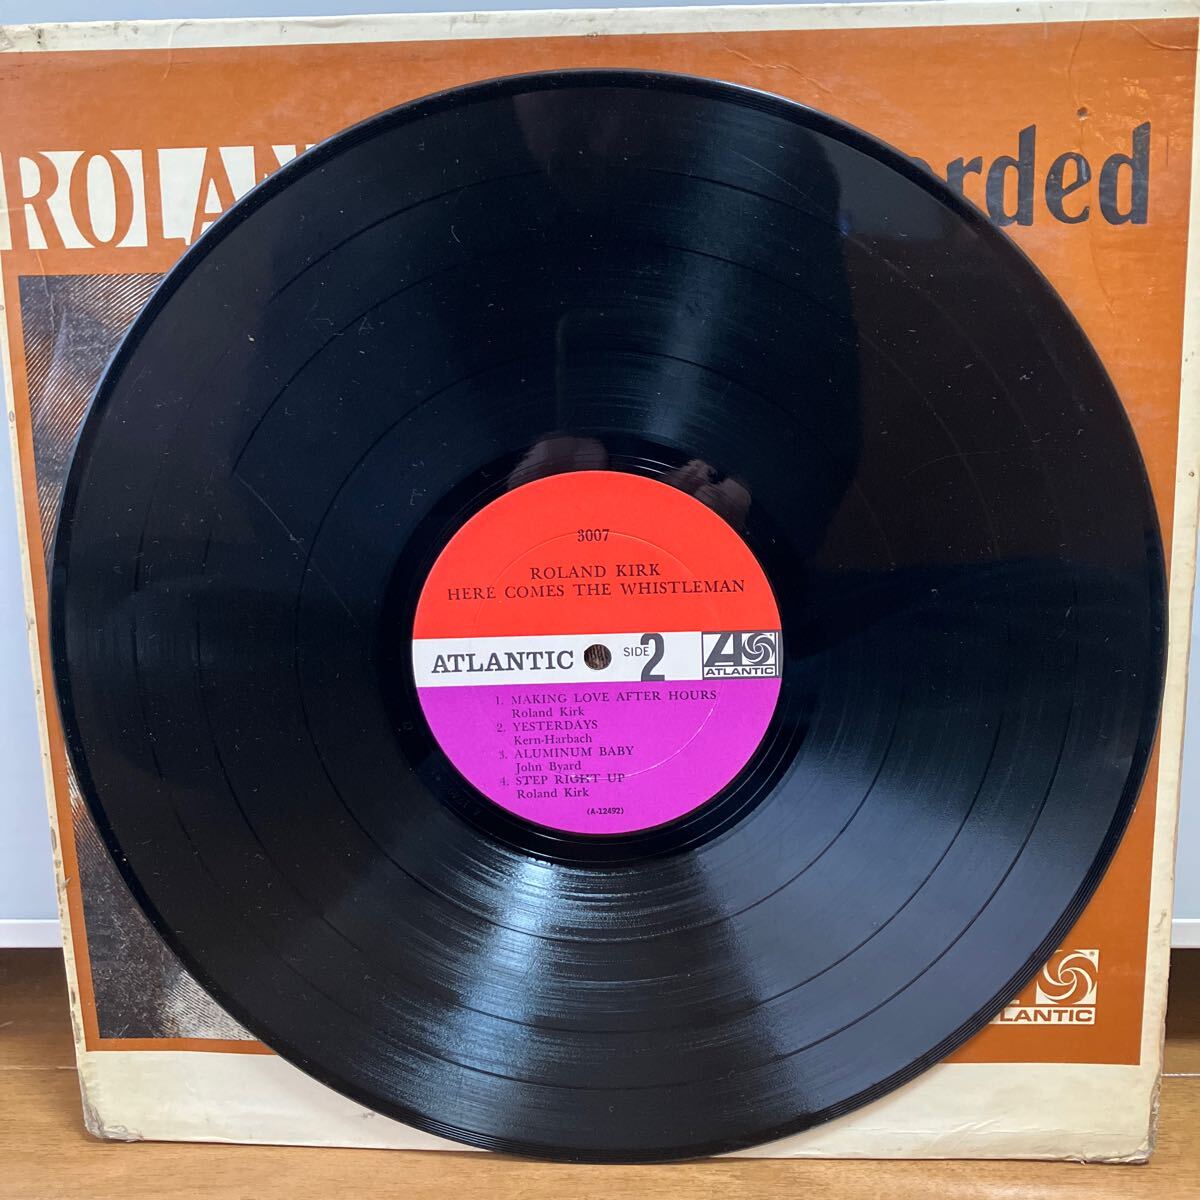 ROLAN
orded
3007
ROLAND KIRK
HERE COMES THE WHISTLEMAN
ATLANTIC SIDE 2
ATLANTIC
1. MAKING LOVE AFTER HOURS
Roland Kirk
2. YESTERDAYS
Kern-Harbach
3. ALUMINUM BABY
John Byard
4. STEP RIGHT UP
Roland Kirk
(A-12492)
LANTIC